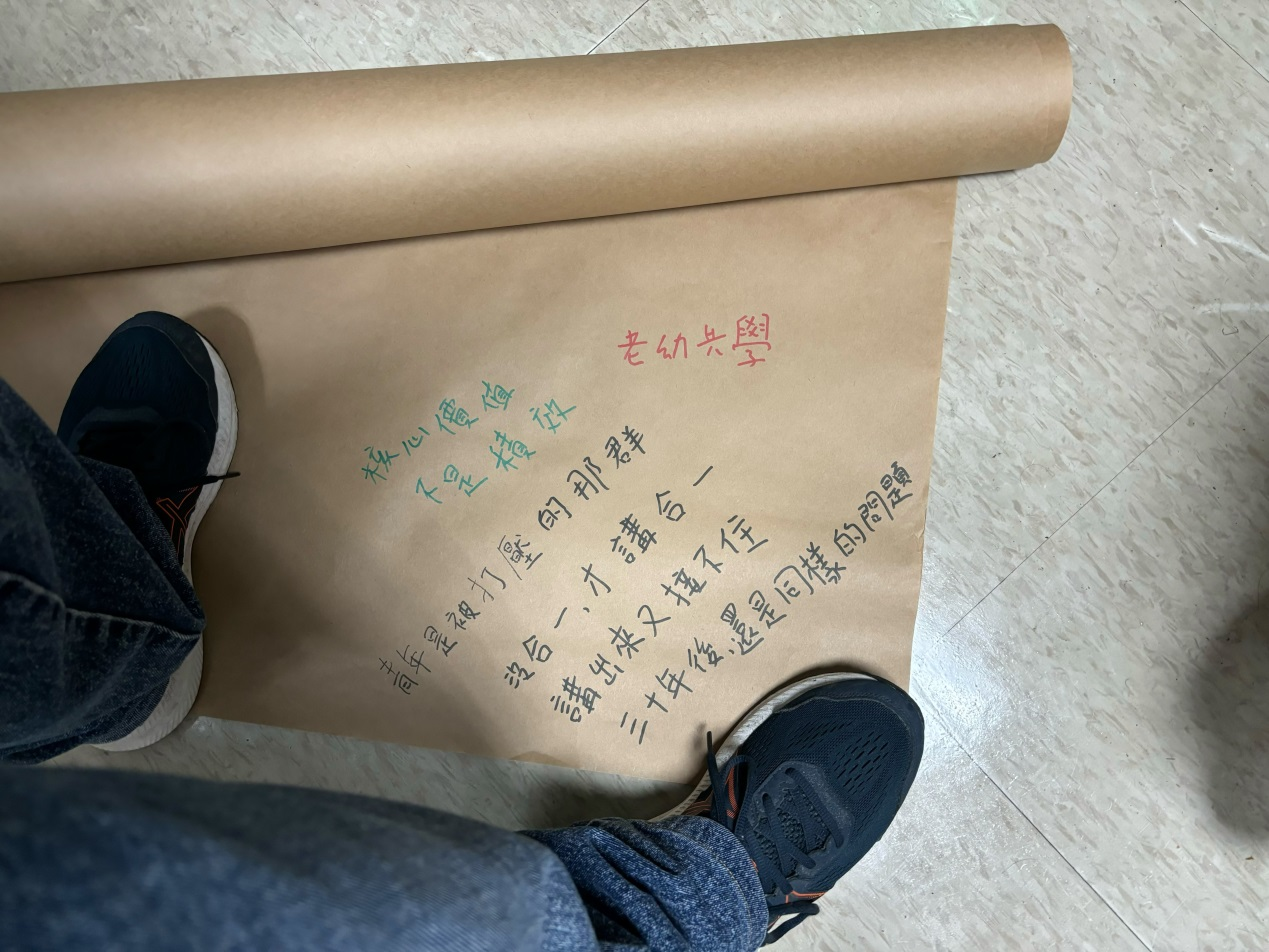 老幼共學
核心價值
不是積效
青年是被打壓的那群
沒合一、才講合一
講出來又接不住
三十年後、還是同樣的問題